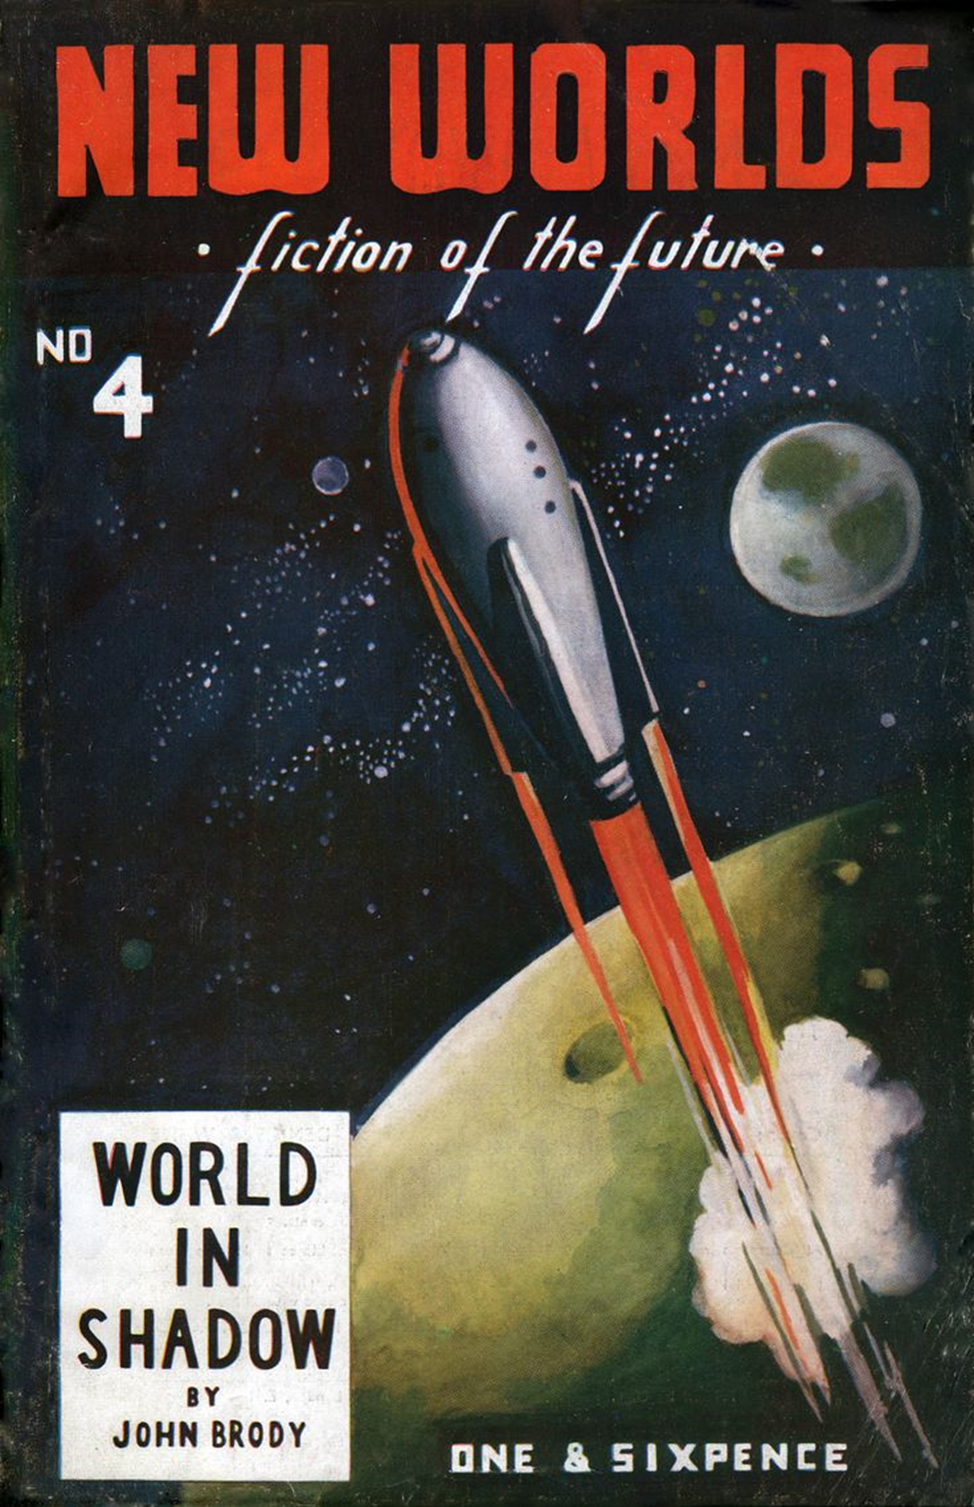 NEW WORLDS
· fiction of the future ·
NO
4
WORLD
IN
SHADOW
BY
JOHN BRODY
ONE & SIXPENCE